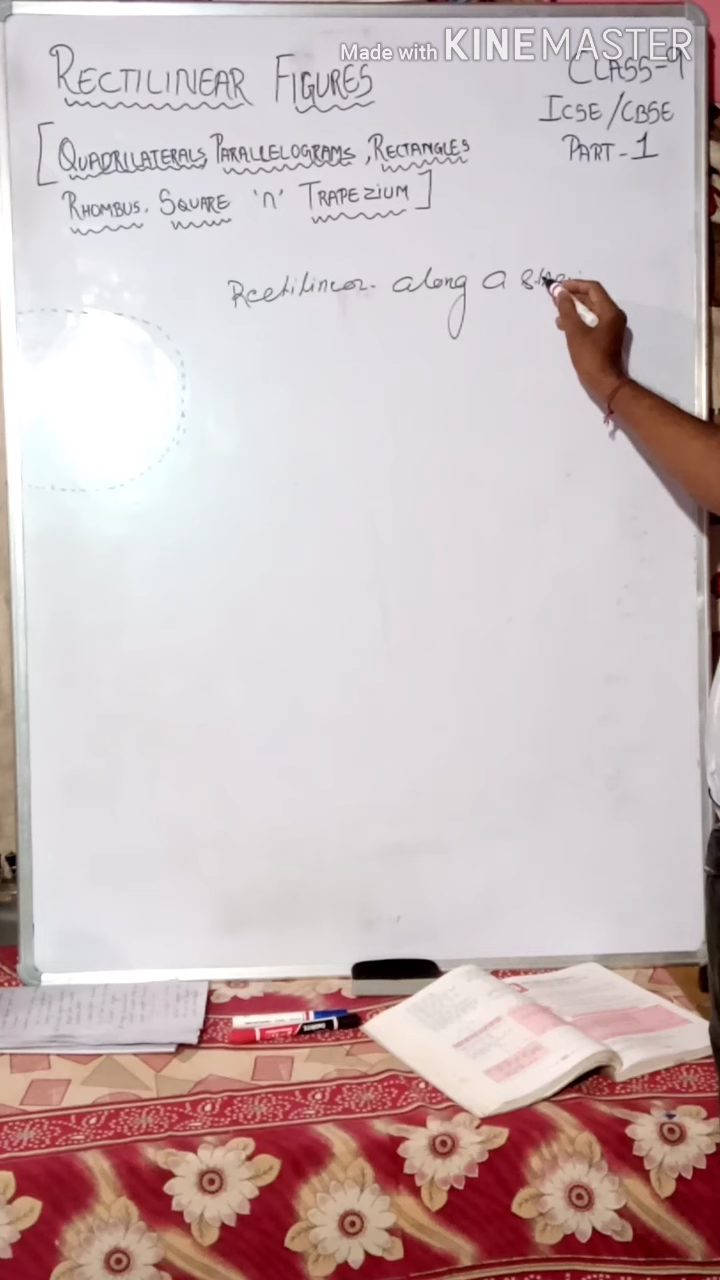 Made with KINEMASTER
RECTILINEAR FIGURES
CLASS-9
ICSE/CBSE
PART-1
[QUADRILATERALS, PARALLELOGRAMS, RECTANGLES
RHOMBUS, SQUARE 'n' TRAPEZIUM]
Rectilinear. along a